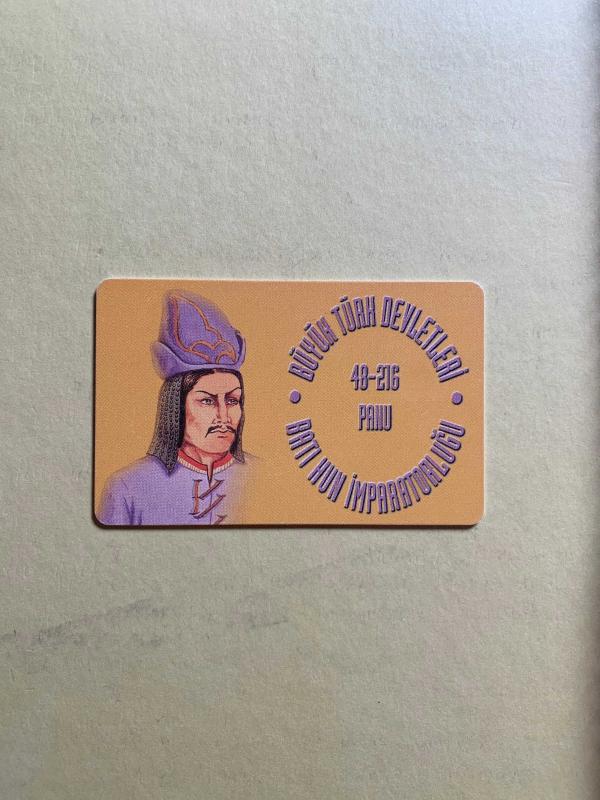 BÜYÜK TÜRK DEVLETLERİ
48-216
PANU
BATI HUN İMPARATORLUĞU